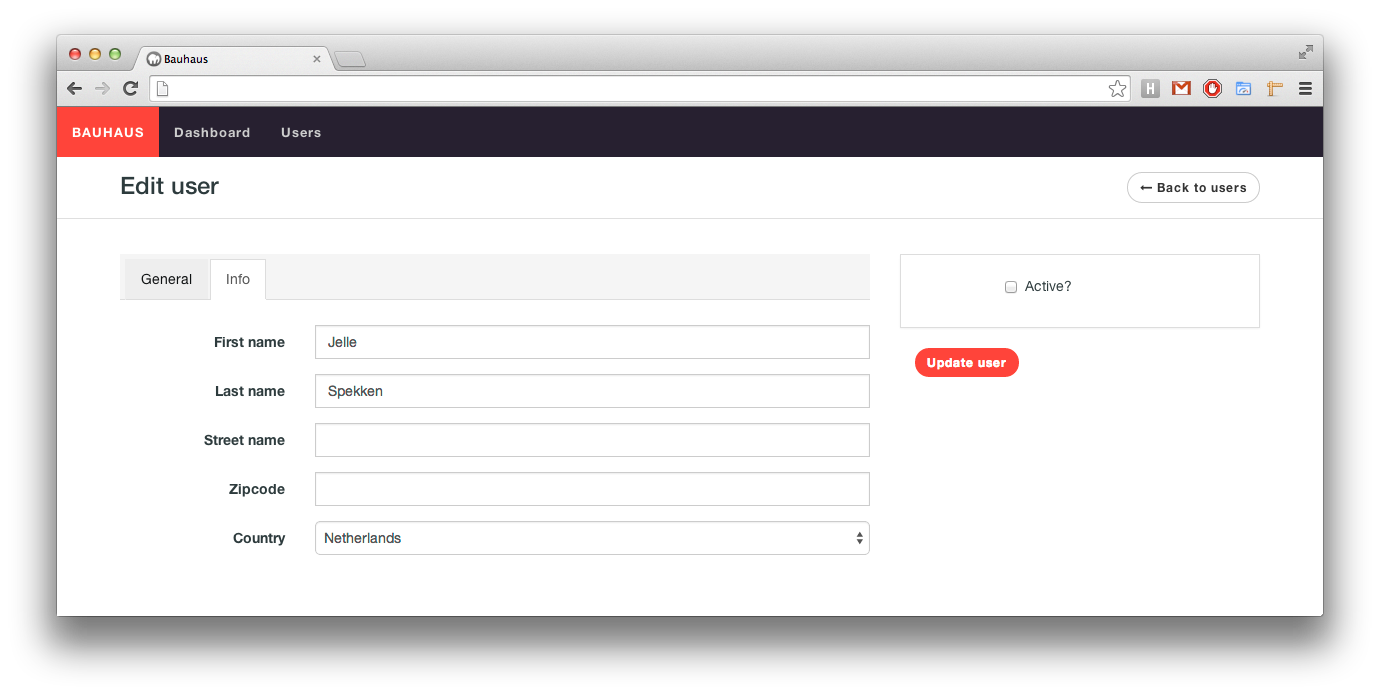 Bauhaus
H
BAUHAUS Dashboard Users
Edit user
← Back to users
General Info
First name Jelle
Last name Spekken
Street name
Zipcode
Country Netherlands
Active?
Update user